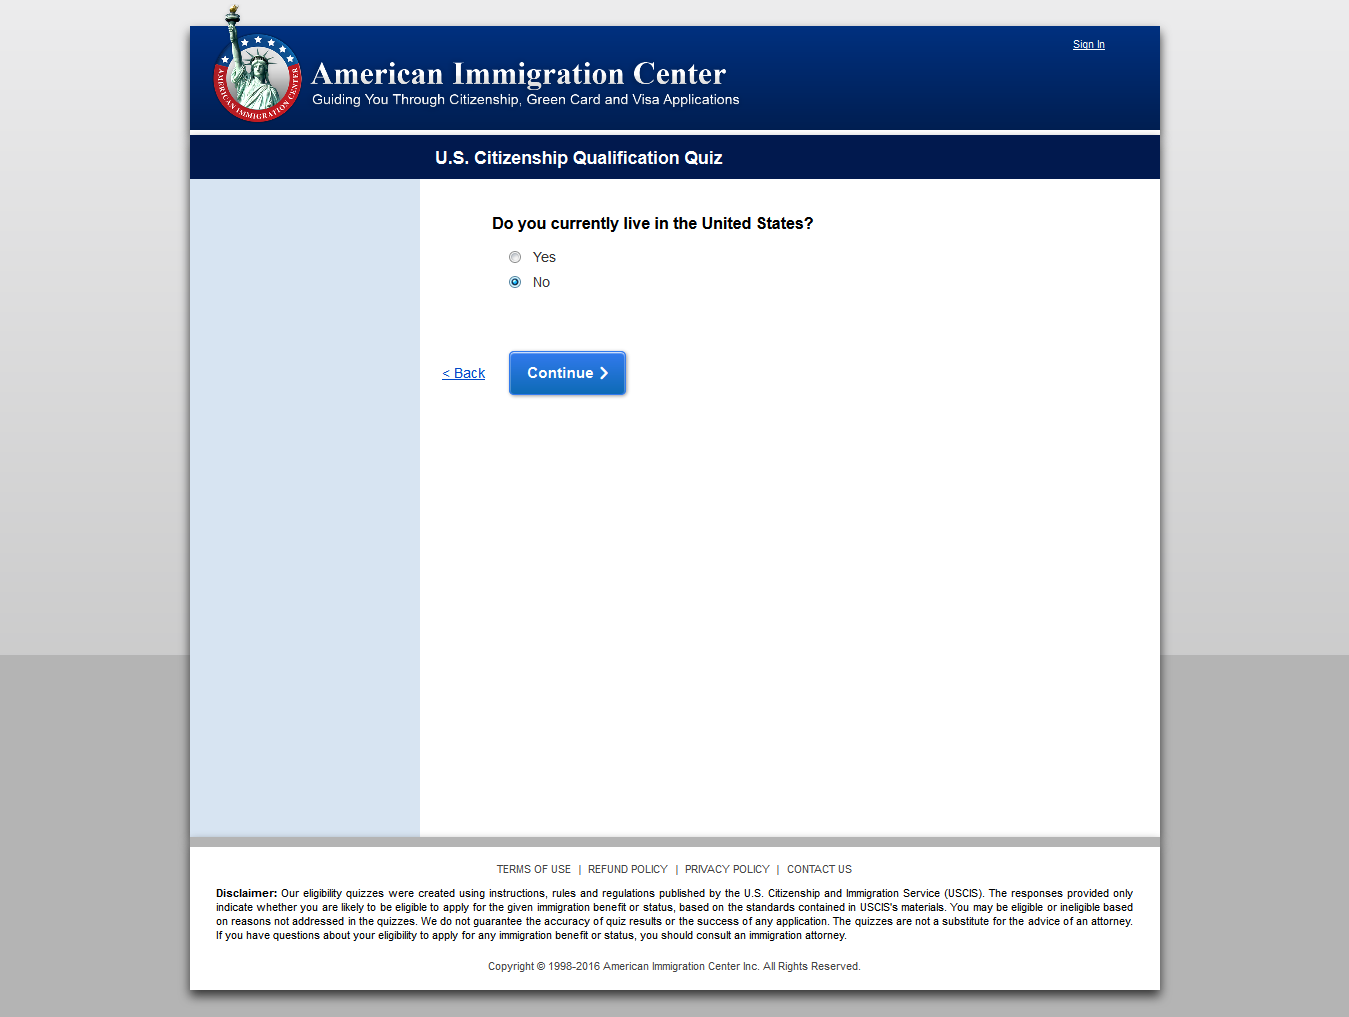 Sign In
AMERICAN IMMIGRATION CENTER
American Immigration Center
Guiding You Through Citizenship, Green Card and Visa Applications
U.S. Citizenship Qualification Quiz
Do you currently live in the United States?
Yes
No
< Back
Continue
TERMS OF USE | REFUND POLICY | PRIVACY POLICY | CONTACT US
Disclaimer: Our eligibility quizzes were created using instructions, rules and regulations published by the U.S. Citizenship and Immigration Service (USCIS). The responses provided only
indicate whether you are likely to be eligible to apply for the given immigration benefit or status, based on the standards contained in USCIS's materials. You may be eligible or ineligible based
on reasons not addressed in the quizzes. We do not guarantee the accuracy of quiz results or the success of any application. The quizzes are not a substitute for the advice of an attorney.
If you have questions about your eligibility to apply for any immigration benefit or status, you should consult an immigration attorney.
Copyright © 1998-2016 American Immigration Center Inc. All Rights Reserved.